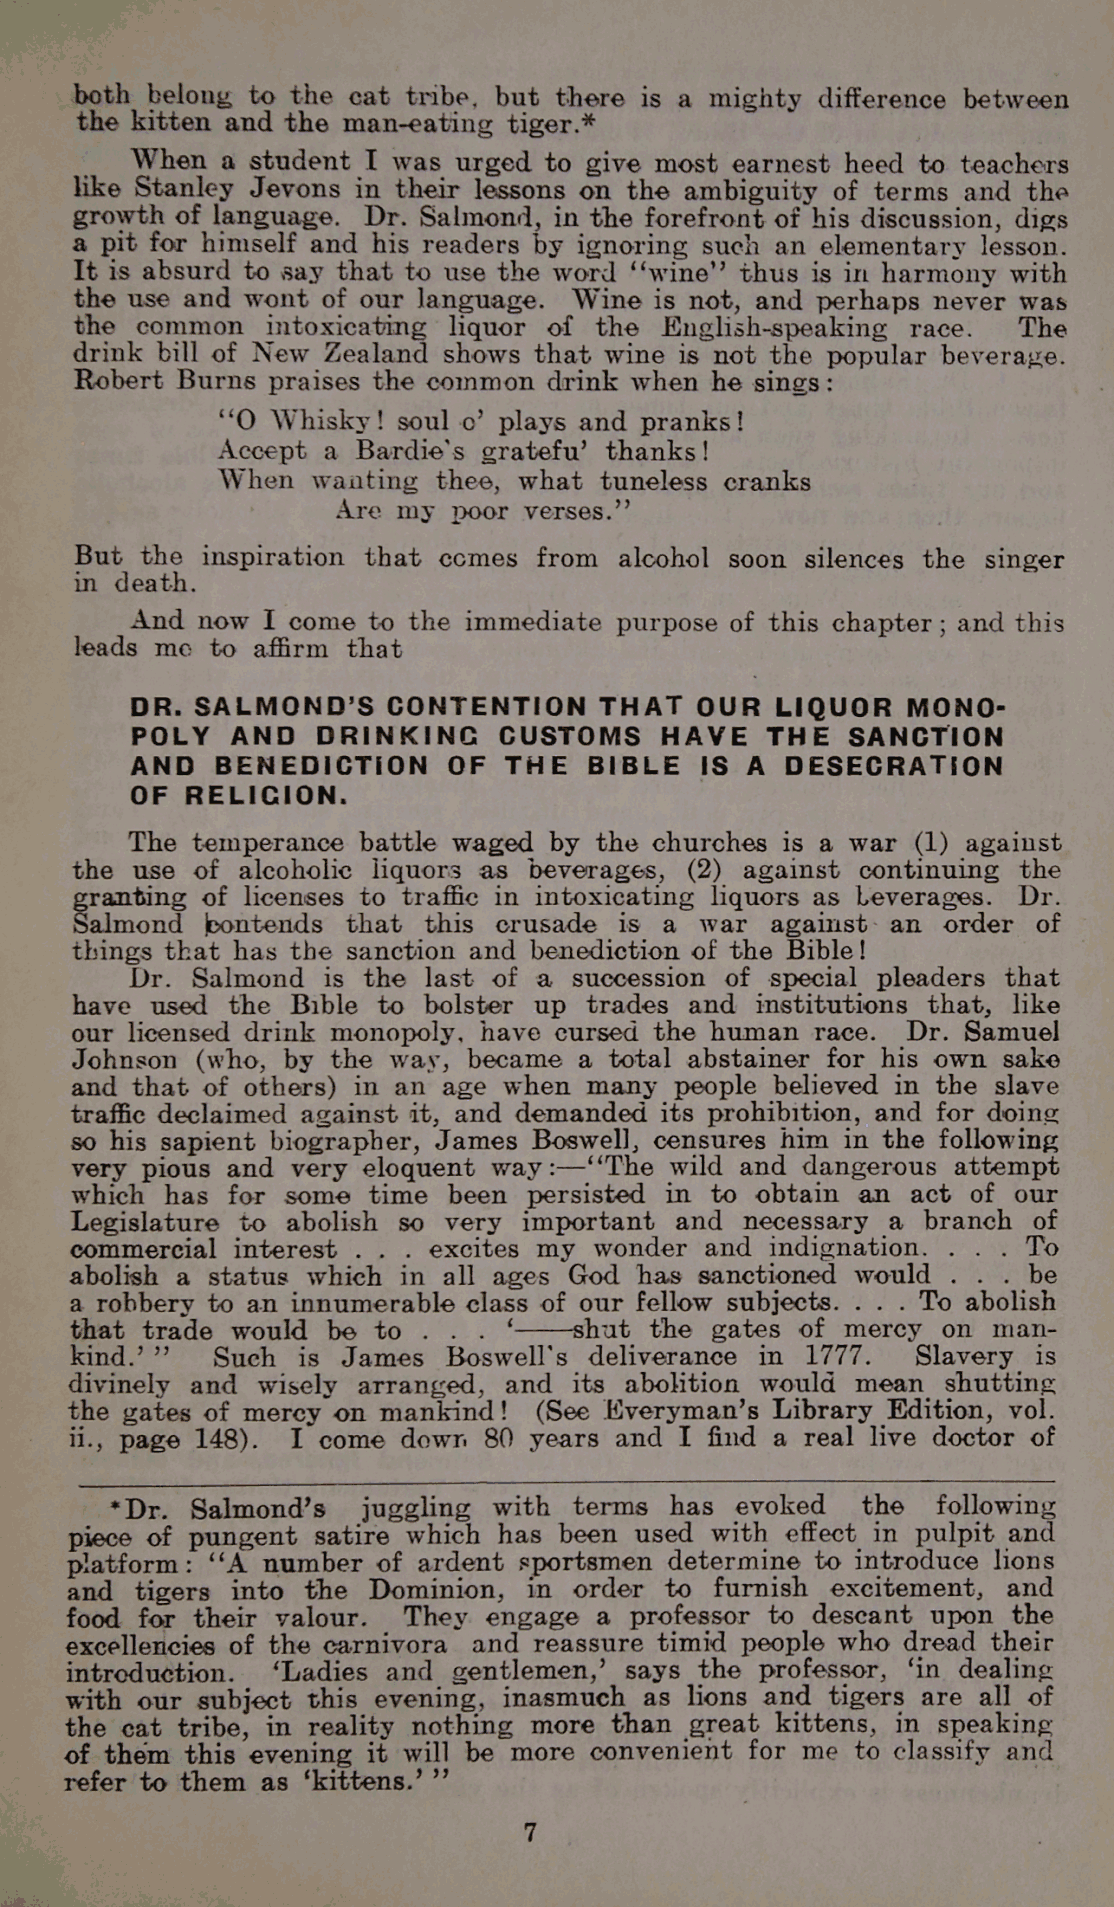 both belong to the cat tribe, but there is a mighty difference between
the kitten and the man-eating tiger.*
When a student I was urged to give most earnest heed to teachers
like Stanley Jevons in their lessons on the ambiguity of terms and the
growth of language. Dr. Salmond, in the forefront of his discussion, digs
a pit for himself and his readers by ignoring such an elementary lesson.
It is absurd to say that to use the word "wine" thus is in harmony with
the use and wont of our language. Wine is not, and perhaps never was
the common intoxicating liquor of the English-speaking race. The
drink bill of New Zealand shows that wine is not the popular beverage.
Robert Burns praises the common drink when he sings:
"O Whisky! soul o' plays and pranks!
Accept a Bardie's gratefu' thanks!
When wanting thee, what tuneless cranks
Are my poor verses."
But the inspiration that comes from alcohol soon silences the singer
in death.
And now I come to the immediate purpose of this chapter; and this
leads me to affirm that
DR. SALMOND'S CONTENTION THAT OUR LIQUOR MONO-
POLY AND DRINKING CUSTOMS HAVE THE SANCTION
AND BENEDICTION OF THE BIBLE IS A DESECRATION
OF RELIGION.
The temperance battle waged by the churches is a war (1) against
the use of alcoholic liquors as beverages, (2) against continuing the
granting of licenses to traffic in intoxicating liquors as beverages. Dr.
Salmond contends that this crusade is a war against an order of
things that has the sanction and benediction of the Bible!
Dr. Salmond is the last of a succession of special pleaders that
have used the Bible to bolster up trades and institutions that, like
our licensed drink monopoly, have cursed the human race. Dr. Samuel
Johnson (who, by the way, became a total abstainer for his own sake
and that of others) in an age when many people believed in the slave
traffic declaimed against it, and demanded its prohibition, and for doing
so his sapient biographer, James Boswell, censures him in the following
very pious and very eloquent way:—"The wild and dangerous attempt
which has for some time been persisted in to obtain an act of our
Legislature to abolish so very important and necessary a branch of
commercial interest . . . excites my wonder and indignation. . . . To
abolish a status which in all ages God has sanctioned would . . . be
a robbery to an innumerable class of our fellow subjects. . . . To abolish
that trade would be to . . . '——shut the gates of mercy on man-
kind.' " Such is James Boswell's deliverance in 1777. Slavery is
divinely and wisely arranged, and its abolition would mean shutting
the gates of mercy on mankind! (See Everyman's Library Edition, vol.
ii., page 148). I come down 80 years and I find a real live doctor of
*Dr. Salmond's juggling with terms has evoked the following
piece of pungent satire which has been used with effect in pulpit and
platform: "A number of ardent sportsmen determine to introduce lions
and tigers into the Dominion, in order to furnish excitement, and
food for their valour. They engage a professor to descant upon the
excellencies of the carnivora and reassure timid people who dread their
introduction. 'Ladies and gentlemen,' says the professor, 'in dealing
with our subject this evening, inasmuch as lions and tigers are all of
the cat tribe, in reality nothing more than great kittens, in speaking
of them this evening it will be more convenient for me to classify and
refer to them as 'kittens.' "
7